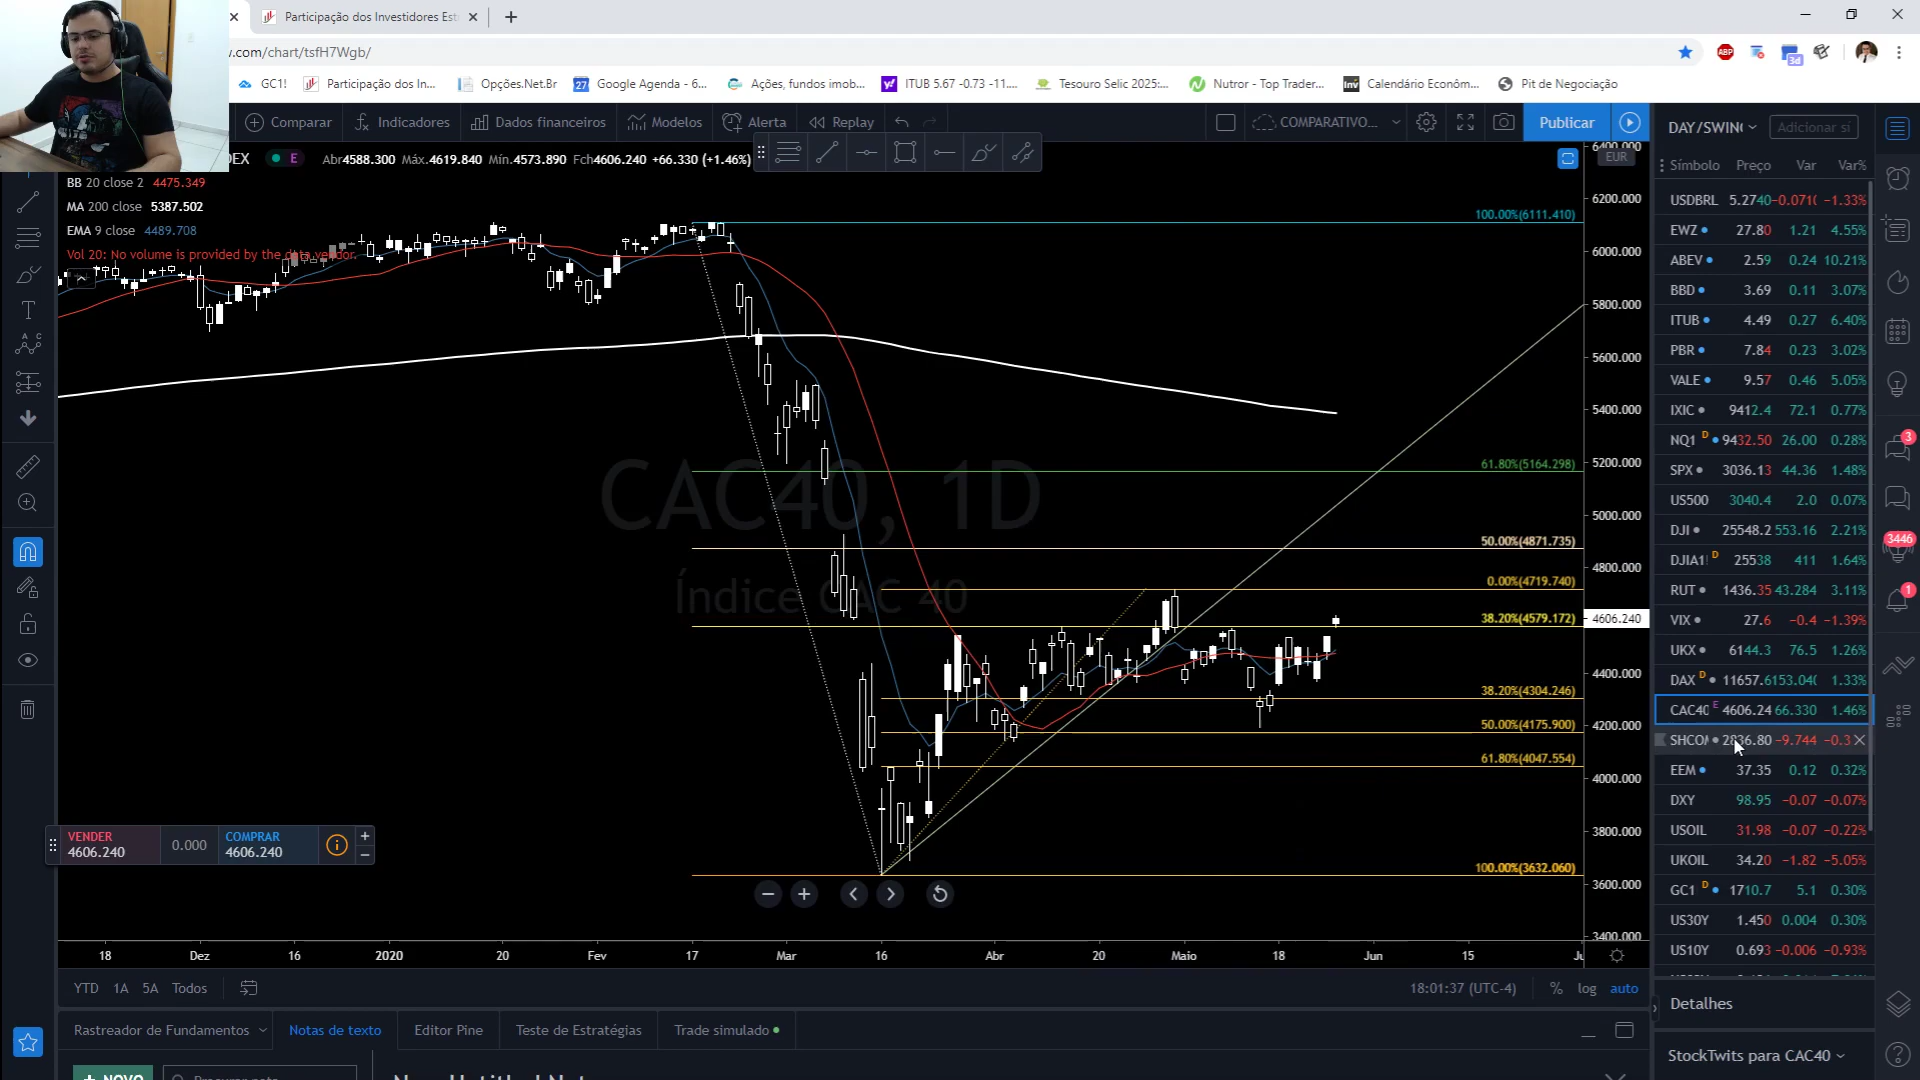 Participação dos Investidores Est
w.com/chart/tsfH7Wgb/
GC1!
Participação dos In...
Opções.Net.Br
Google Agenda - 6...
Ações, fundos imob...
ITUB 5.67 -0.73 -11....
Tesouro Selic 2025:...
Nutror - Top Trader...
Calendário Econôm...
Pit de Negociação
Comparar
Indicadores
Dados financeiros
Modelos
Alerta
Replay
COMPARATIVO...
Publicar
DAY/SWING
Adicionar sí
DEX E Abr4588.300 Máx.4619.840 Mín.4573.890 Fch4606.240 +66.330 (+1.46%)
BB 20 close 2 4475.349
MA 200 close 5387.502
EMA 9 close 4489.708
Vol 20: No volume is provided by the data vendor.
CAC40, 1D
Índice CAC 40
100.00%(6111.410)
61.80%(5164.298)
50.00%(4871.735)
0.00%(4719.740)
38.20%(4579.172)
38.20%(4304.246)
50.00%(4175.900)
61.80%(4047.554)
100.00%(3632.060)
EUR
6400.000
6200.000
6000.000
5800.000
5600.000
5400.000
5200.000
5000.000
4800.000
4606.240
4400.000
4200.000
4000.000
3800.000
3600.000
3400.000
VENDER
4606.240
0.000
COMPRAR
4606.240
18 Dez 16 2020 20 Fev 17 Mar 16 Abr 20 Maio 18 Jun 15
YTD 1A 5A Todos
18:01:37 (UTC-4) % log auto
Rastreador de Fundamentos
Notas de texto
Editor Pine
Teste de Estratégias
Trade simulado
NOVO
Procurar nota
Símbolo Preço Var Var%
USDBRL 5.2740 -0.071( -1.33%
EWZ 27.80 1.21 4.55%
ABEV 2.59 0.24 10.21%
BBD 3.69 0.11 3.07%
ITUB 4.49 0.27 6.40%
PBR 7.84 0.23 3.02%
VALE 9.57 0.46 5.05%
IXIC 9412.4 72.1 0.77%
NQ1 D 9432.50 26.00 0.28%
SPX 3036.13 44.36 1.48%
US500 3040.4 2.0 0.07%
DJI 25548.2 553.16 2.21%
DJIA1! D 25538 411 1.64%
RUT 1436.35 43.284 3.11%
VIX 27.6 -0.4 -1.39%
UKX 6144.3 76.5 1.26%
DAX D 11657.6 153.04( 1.33%
CAC40 E 4606.24 66.330 1.46%
SHCOM 2836.80 -9.744 -0.3
EEM 37.35 0.12 0.32%
DXY 98.95 -0.07 -0.07%
USOIL 31.98 -0.07 -0.22%
UKOIL 34.20 -1.82 -5.05%
GC1 D 1710.7 5.1 0.30%
US30Y 1.450 0.004 0.30%
US10Y 0.693 -0.006 -0.93%
Detalhes
StockTwits para CAC40
3
3446
1
ABP
3d
27
Inv